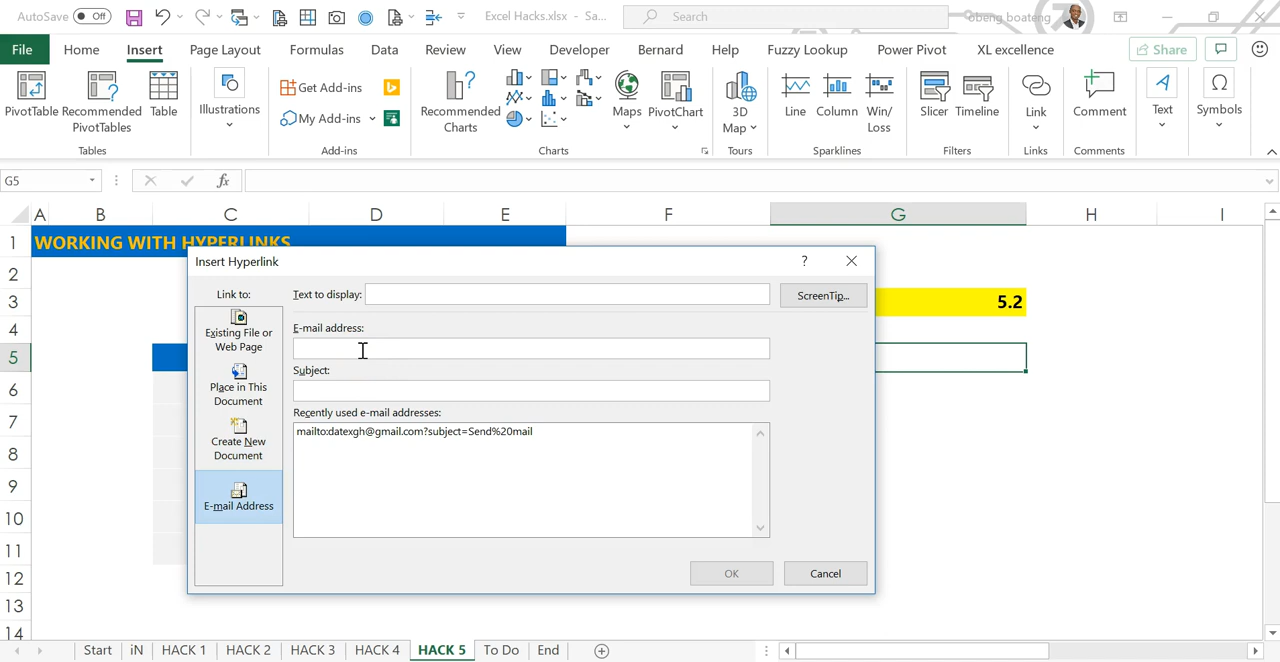 AutoSave Off Excel Hacks.xlsx - Sa... Search obeng boateng
File Home Insert Page Layout Formulas Data Review View Developer Bernard Help Fuzzy Lookup Power Pivot XL excellence Share
PivotTable Recommended PivotTables Table Illustrations Get Add-ins My Add-ins Recommended Charts Maps PivotChart 3D Map Line Column Win/Loss Slicer Timeline Link Comment Text Symbols
Tables Add-ins Charts Tours Sparklines Filters Links Comments
G5 fx
A B C D E F G H I
1 WORKING WITH HYPERLINKS
2
3 5.2
4
5
6
7
8
9
10
11
12
13
14
Insert Hyperlink ?
Link to: Text to display: ScreenTip...
Existing File or Web Page
Place in This Document
Create New Document
E-mail Address
E-mail address:
Subject:
Recently used e-mail addresses:
mailto:datexgh@gmail.com?subject=Send%20mail
OK Cancel
Start iN HACK 1 HACK 2 HACK 3 HACK 4 HACK 5 To Do End